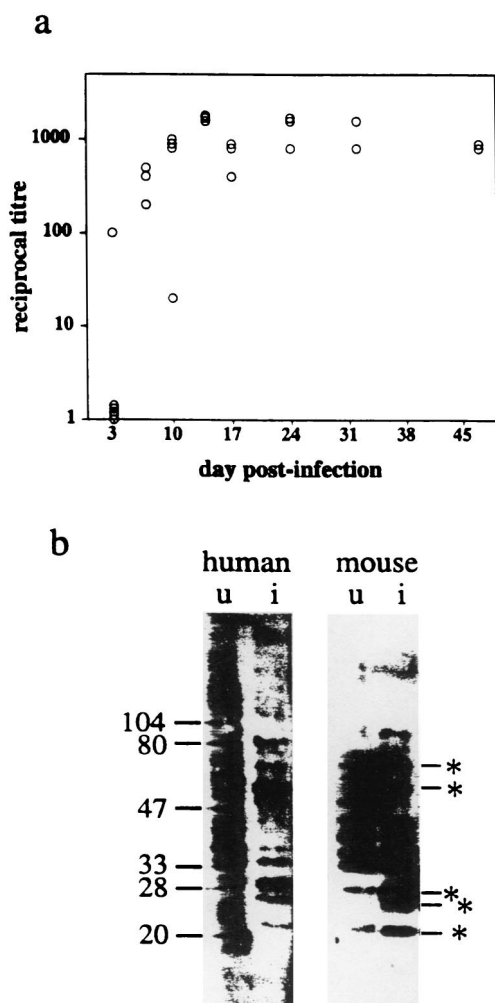 a
reciprocal titre
1000
100
10
1
3 10 17 24 31 38 45
day post-infection
b
human mouse
u i u i
104
80
47
33
28
20
*
*
*
*
*